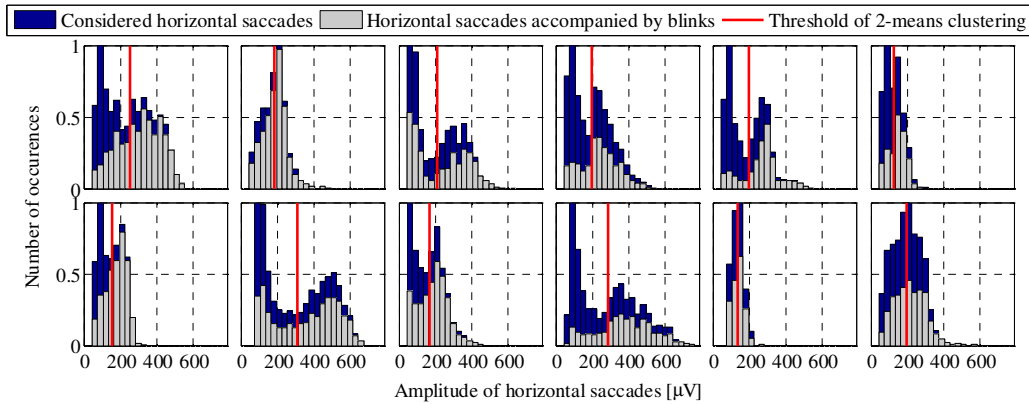 Considered horizontal saccades Horizontal saccades accompanied by blinks Threshold of 2-means clustering
1
0.5
0
1
0.5
0
Number of occurences
0 200 400 600 0 200 400 600 0 200 400 600 0 200 400 600 0 200 400 600 0 200 400 600
Amplitude of horizontal saccades [μV]